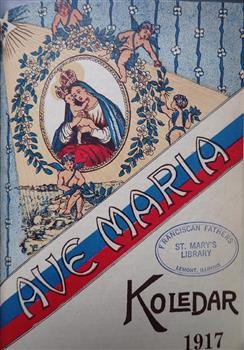 AVE MARIA
FRANCISCAN FATHERS
ST. MARY'S
LIBRARY
LEMONT, ILLINOIS
KOLEDAR
1917